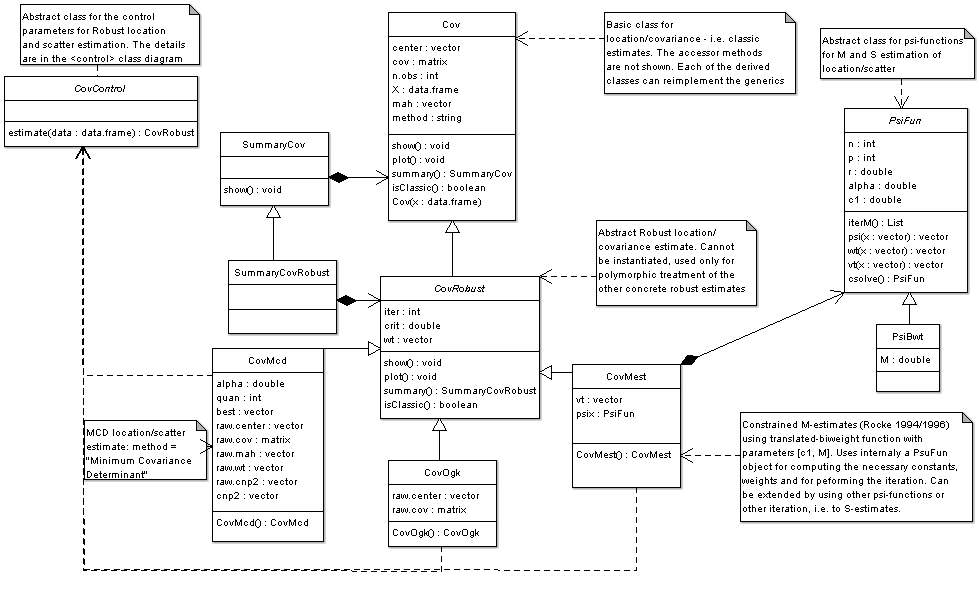 Abstract class for the control
parameters for Robust location
and scatter estimation. The details
are in the <control> class diagram
CovControl
estimate(data : data.frame) : CovRobust
Cov
center : vector
cov : matrix
n.obs : int
X : data.frame
mah : vector
method : string
show() : void
plot() : void
summary() : SummaryCov
isClassic() : boolean
Cov(x : data.frame)
Basic class for
location/covariance - i.e. classic
estimates. The accessor methods
are not shown. Each of the derived
classes can reimplement the generics
Abstract class for psi-functions
for M and S estimation of
location/scatter
PsiFun
n : int
p : int
r : double
alpha : double
c1 : double
iterM() : List
psi(x : vector) : vector
wt(x : vector) : vector
vt(x : vector) : vector
csolve() : PsiFun
SummaryCov
show() : void
SummaryCovRobust
CovRobust
iter : int
crit : double
wt : vector
show() : void
plot() : void
summary() : SummaryCovRobust
isClassic() : boolean
Abstract Robust location/
covariance estimate. Cannot
be instantiated, used only for
polymorphic treatment of the
other concrete robust estimates
PsiBwt
M : double
CovMcd
alpha : double
quan : int
best : vector
raw.center : vector
raw.cov : matrix
raw.mah : vector
raw.wt : vector
raw.cnp2 : vector
cnp2 : vector
CovMcd() : CovMcd
MCD location/scatter
estimate: method =
"Minimum Covariance
Determinant"
CovMest
vt : vector
psix : PsiFun
CovMest() : CovMest
Constrained M-estimates (Rocke 1994/1996)
using translated-biweight function with
parameters [c1, M]. Uses internaly a PsuFun
object for computing the necessary constants,
weights and for peforming the iteration. Can
be extended by using other psi-functions or
other iteration, i.e. to S-estimates.
CovOgk
raw.center : vector
raw.cov : matrix
CovOgk() : CovOgk